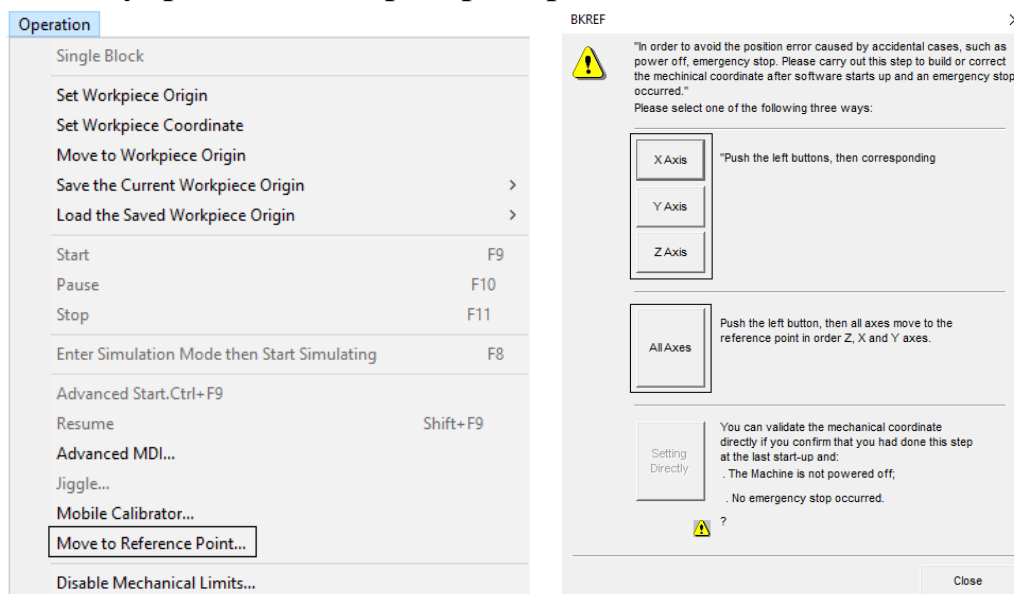 Operation
Single Block
Set Workpiece Origin
Set Workpiece Coordinate
Move to Workpiece Origin
Save the Current Workpiece Origin >
Load the Saved Workpiece Origin >
Start F9
Pause F10
Stop F11
Enter Simulation Mode then Start Simulating F8
Advanced Start.Ctrl+F9
Resume Shift+F9
Advanced MDI...
Jiggle...
Mobile Calibrator...
Move to Reference Point...
Disable Mechanical Limits...
BKREF
"In order to avoid the position error caused by accidental cases, such as
power off, emergency stop. Please carry out this step to build or correct
the mechinical coordinate after software starts up and an emergency stop
occurred."
Please select one of the following three ways:
X Axis
"Push the left buttons, then corresponding
Y Axis
Z Axis
All Axes
Push the left button, then all axes move to the
reference point in order Z, X and Y axes.
Setting
Directly
You can validate the mechanical coordinate
directly if you confirm that you had done this step
at the last start-up and:
. The Machine is not powered off;
. No emergency stop occurred.
?
Close